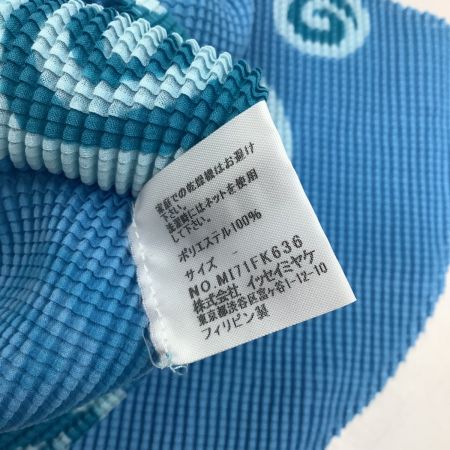 家庭での乾燥機はお避け
下さい。
洗濯時にはネットを使用
して下さい。
ポリエステル100%
サイズ -
NO.MI71FK636
株式会社 イッセイミヤケ
東京都渋谷区富ヶ谷1-12-10
フィリピン製